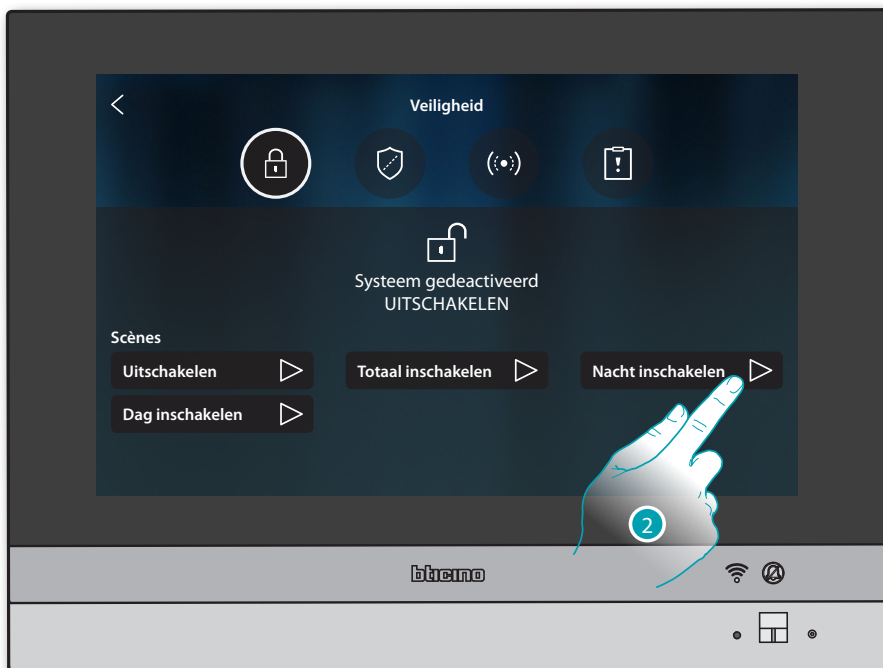 Veiligheid
Systeem gedeactiveerd
UITSCHAKELEN
Scènes
Uitschakelen
Totaal inschakelen
Nacht inschakelen
Dag inschakelen
2
bticino